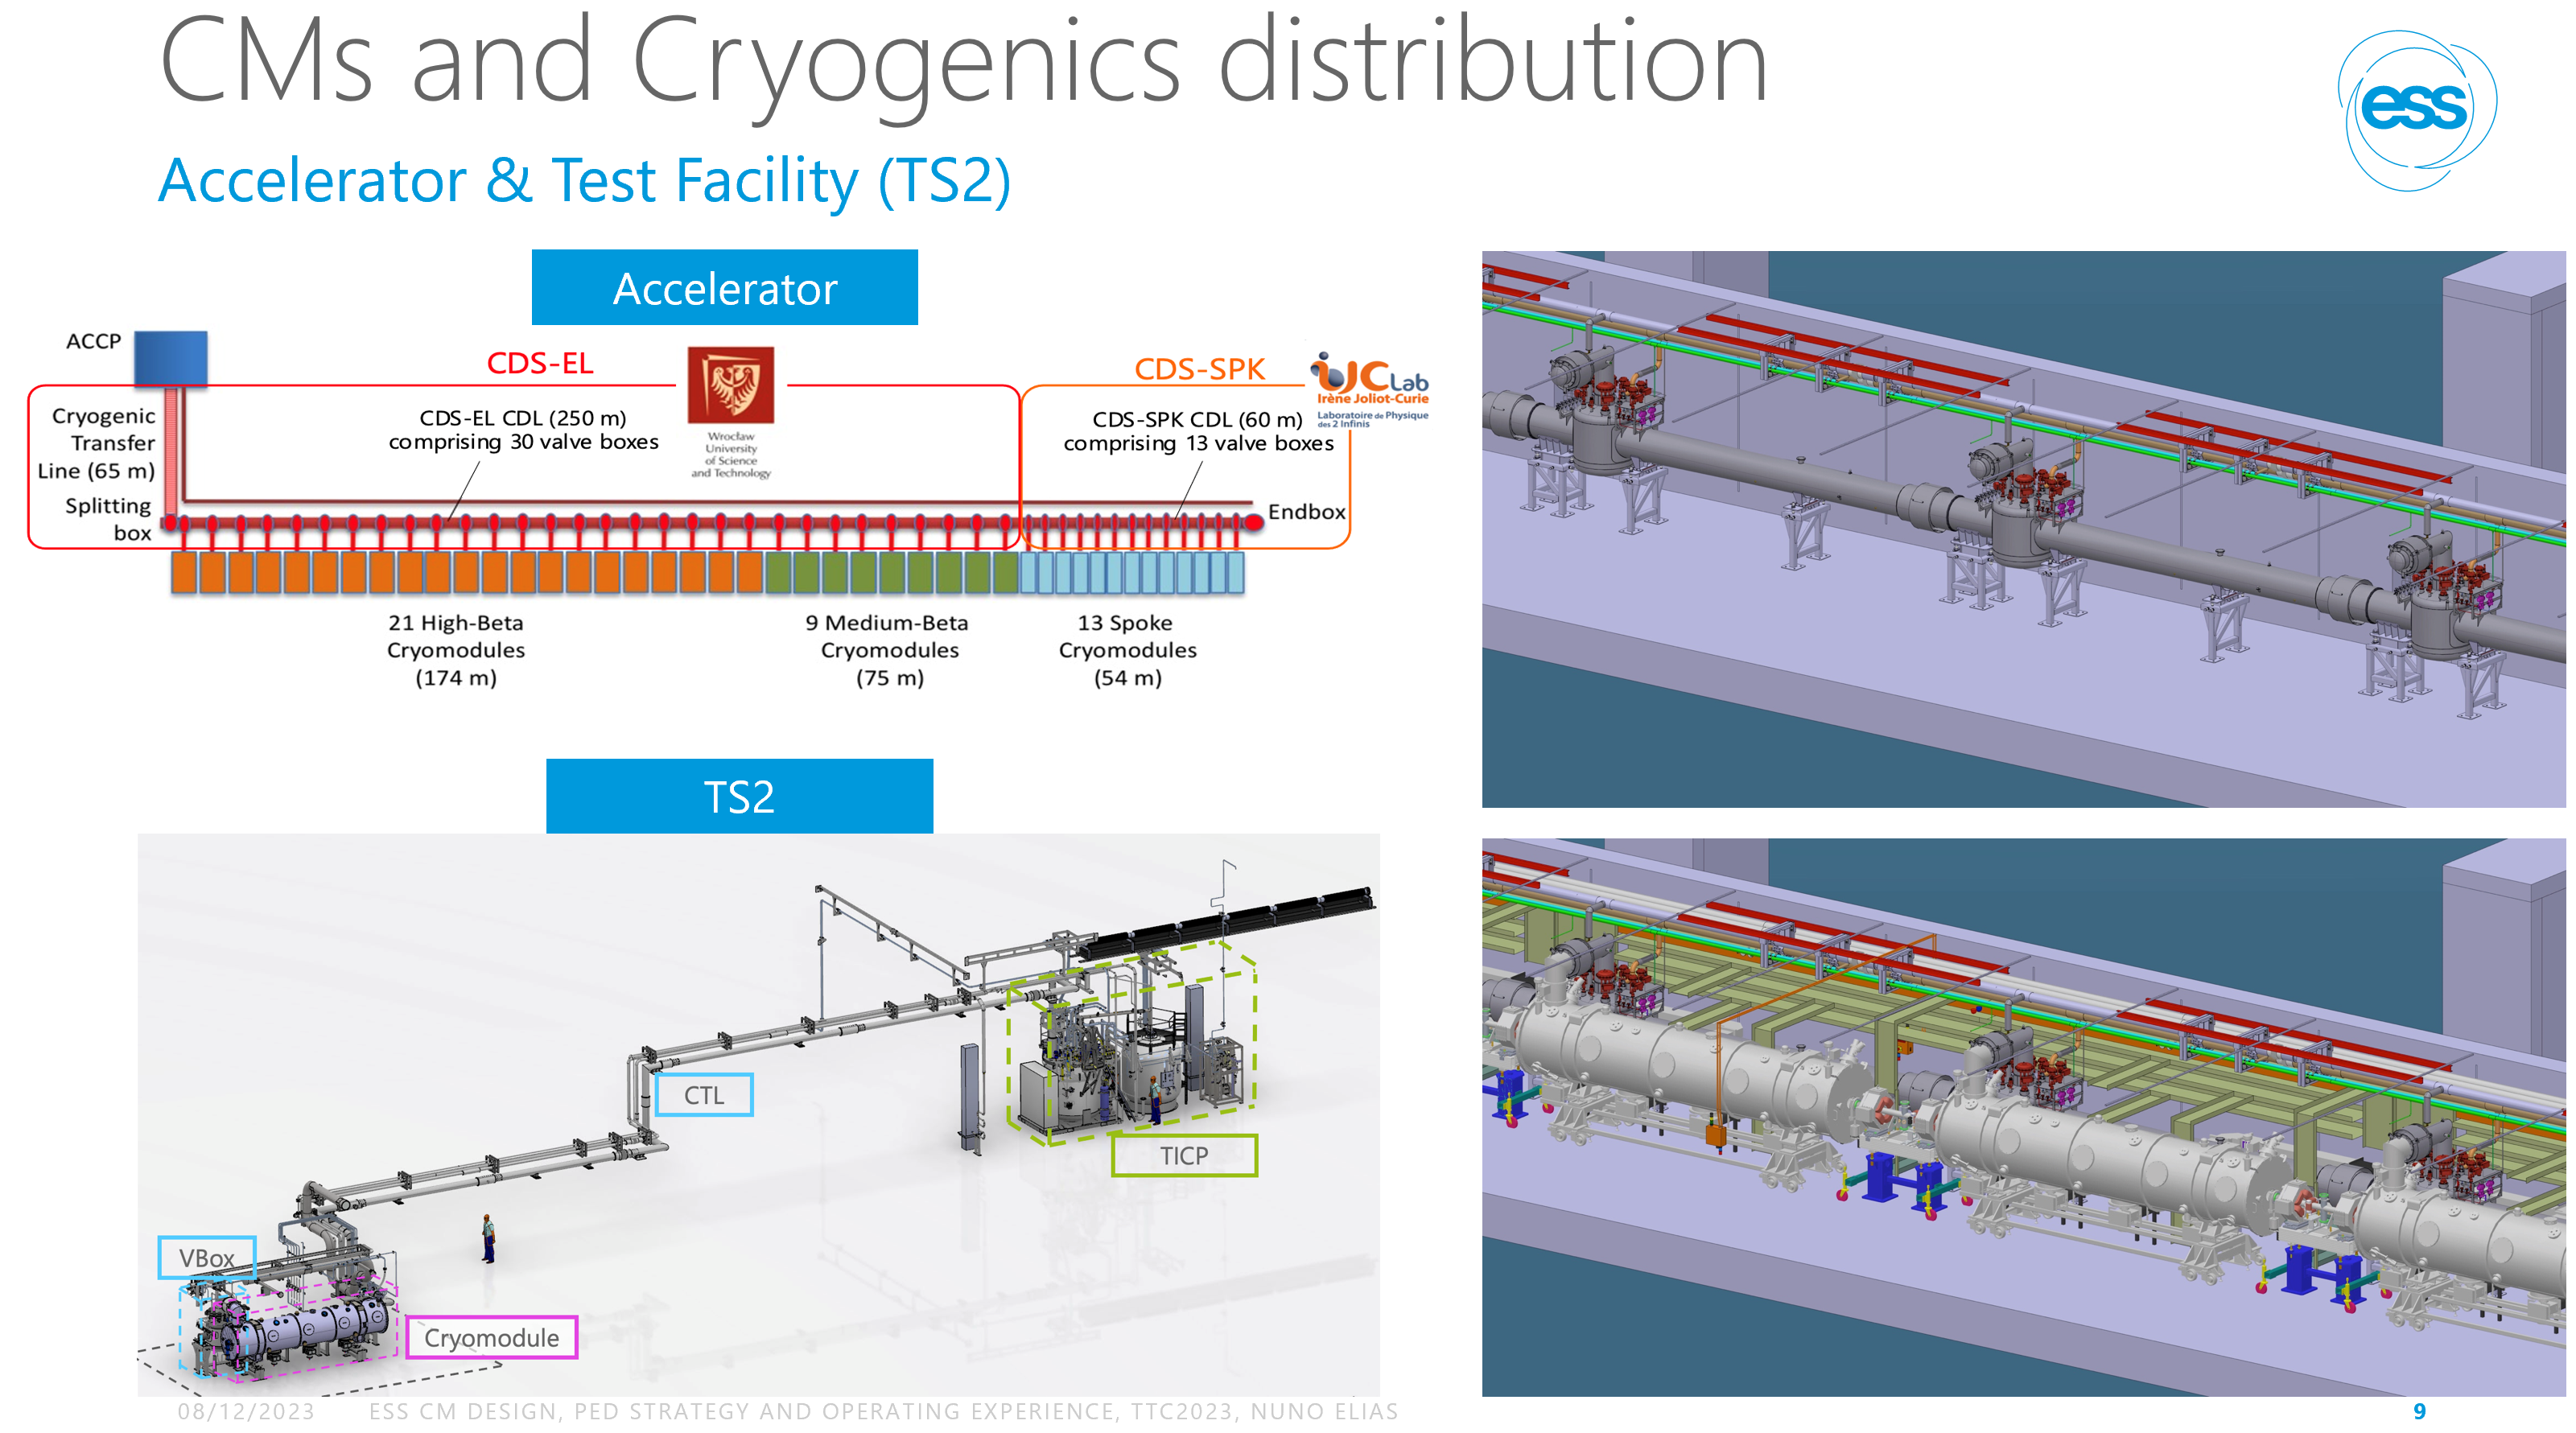 CMs and Cryogenics distribution
ess
Accelerator & Test Facility (TS2)
Accelerator
ACCP
CDS-EL
CDS-SPK
iJCLab
Irène Joliot-Curie
Laboratoire de Physique
des 2 Infinis
Cryogenic
Transfer
Line (65 m)
Splitting
box
CDS-EL CDL (250 m)
comprising 30 valve boxes
Wrocław
University
of Science
and Technology
CDS-SPK CDL (60 m)
comprising 13 valve boxes
Endbox
21 High-Beta
Cryomodules
(174 m)
9 Medium-Beta
Cryomodules
(75 m)
13 Spoke
Cryomodules
(54 m)
TS2
CTL
TICP
VBox
Cryomodule
08/12/2023 ESS CM DESIGN, PED STRATEGY AND OPERATING EXPERIENCE, TTC2023, NUNO ELIAS 9